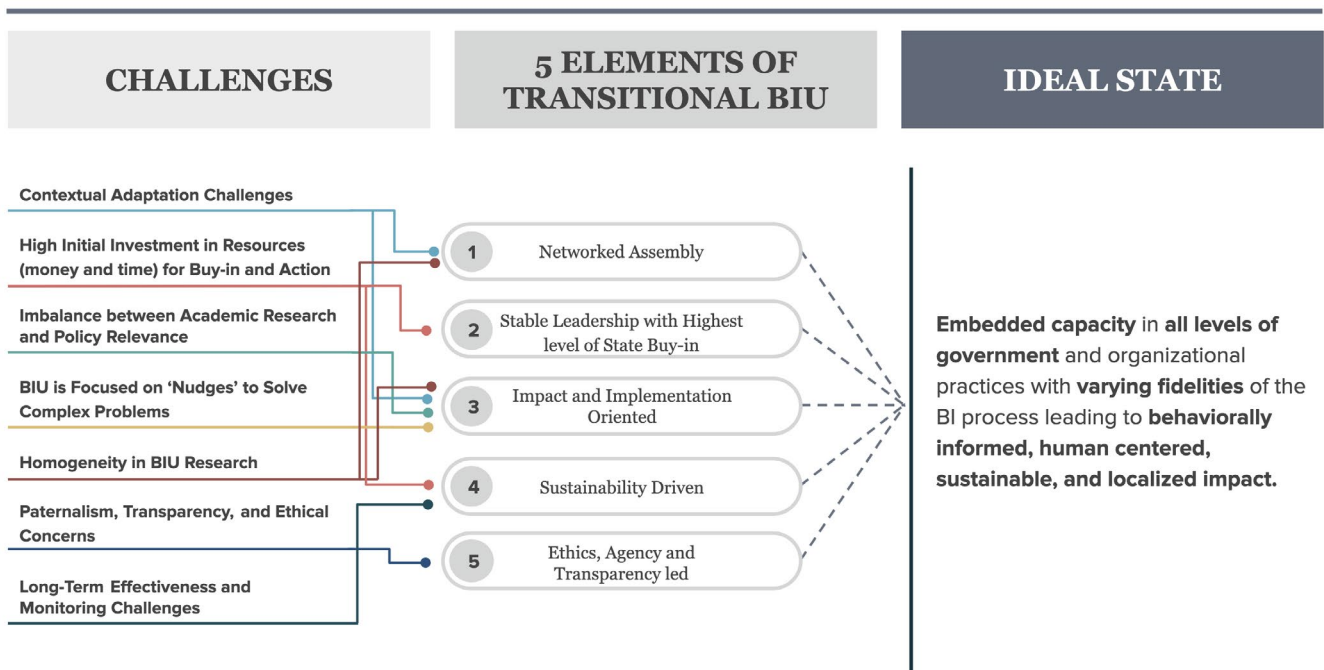 CHALLENGES
5 ELEMENTS OF
TRANSITIONAL BIU
IDEAL STATE
Contextual Adaptation Challenges
High Initial Investment in Resources
(money and time) for Buy-in and Action
Imbalance between Academic Research
and Policy Relevance
BIU is Focused on ‘Nudges’ to Solve
Complex Problems
Homogeneity in BIU Research
Paternalism, Transparency, and Ethical
Concerns
Long-Term Effectiveness and
Monitoring Challenges
1 Networked Assembly
2 Stable Leadership with Highest
level of State Buy-in
3 Impact and Implementation
Oriented
4 Sustainability Driven
5 Ethics, Agency and
Transparency led
Embedded capacity in all levels of
government and organizational
practices with varying fidelities of the
BI process leading to behaviorally
informed, human centered,
sustainable, and localized impact.